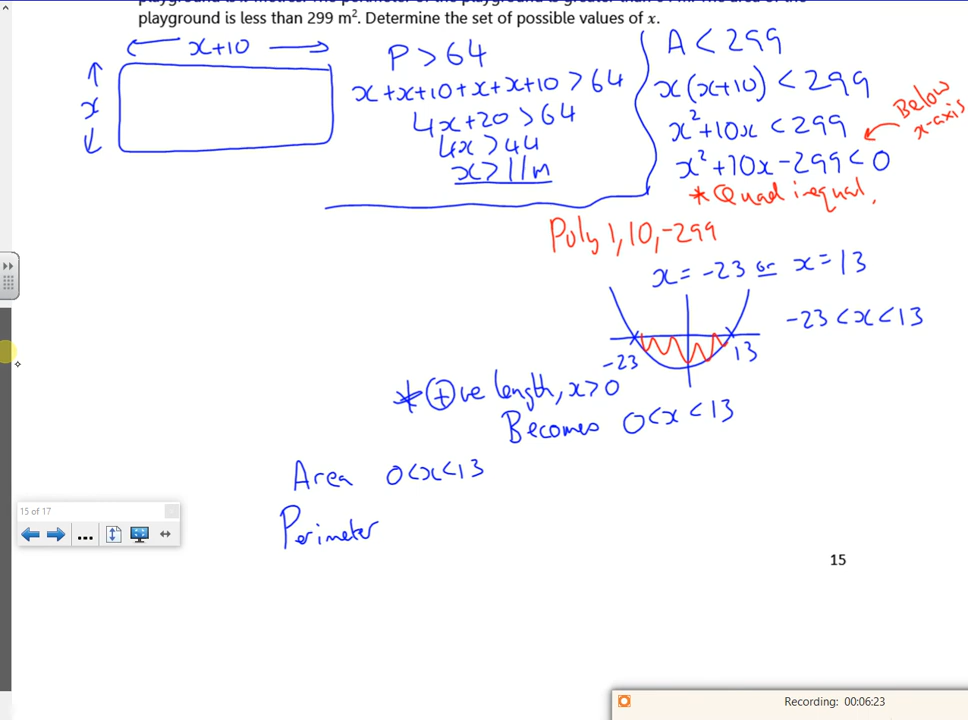 playground is less than 299 m². Determine the set of possible values of x.
x+10
x
P > 64
x+x+10+x+x+10 > 64
4x+20 > 64
4x > 44
x > 11m
A < 299
x(x+10) < 299
x²+10x < 299
x²+10x-299 < 0
Below
x-axis
*Quad inequal.
Poly 1, 10, -299
x = -23 or x = 13
-23 < x < 13
-23
13
* +ve length, x>0
Becomes 0<x<13
Area 0<x<13
Perimeter
15 of 17
...
15
Recording: 00:06:23